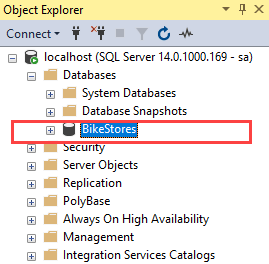 Object Explorer
Connect
localhost (SQL Server 14.0.1000.169 - sa)
Databases
System Databases
Database Snapshots
BikeStores
Security
Server Objects
Replication
PolyBase
Always On High Availability
Management
Integration Services Catalogs